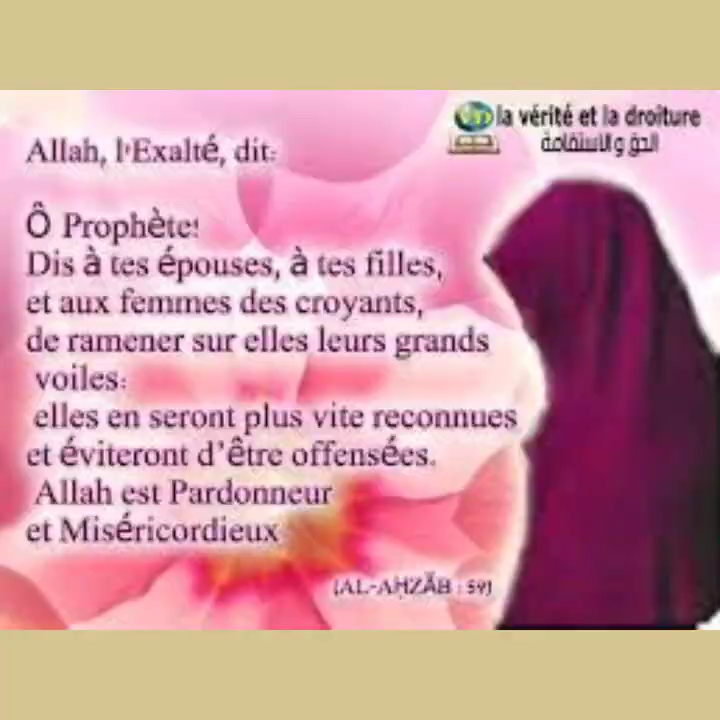 la vérité et la droiture
الحق والاستقامة
Allah, l'Exalté, dit:
Ô Prophète!
Dis à tes épouses, à tes filles,
et aux femmes des croyants,
de ramener sur elles leurs grands
voiles:
elles en seront plus vite reconnues
et éviteront d'être offensées.
Allah est Pardonneur
et Miséricordieux
(AL-AḤZĀB : 59)